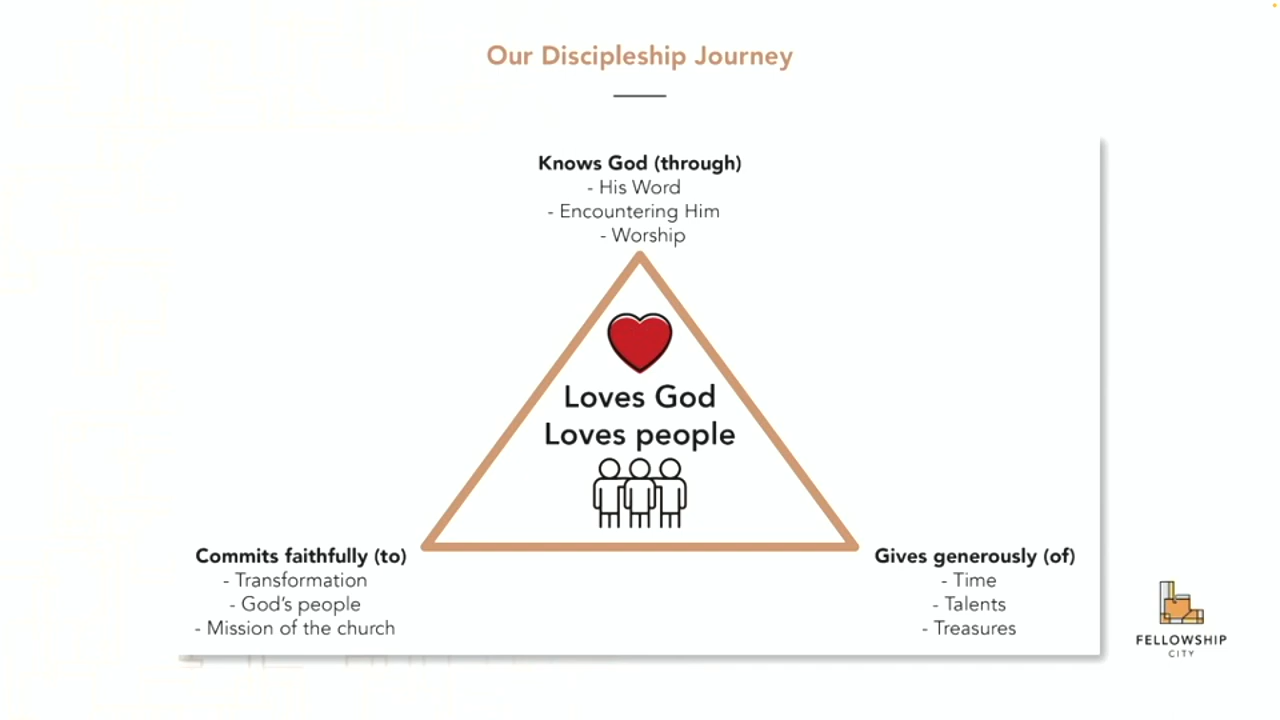 Our Discipleship Journey
Knows God (through)
- His Word
- Encountering Him
- Worship
Loves God
Loves people
Commits faithfully (to)
- Transformation
- God's people
- Mission of the church
Gives generously (of)
- Time
- Talents
- Treasures
FELLOWSHIP
CITY